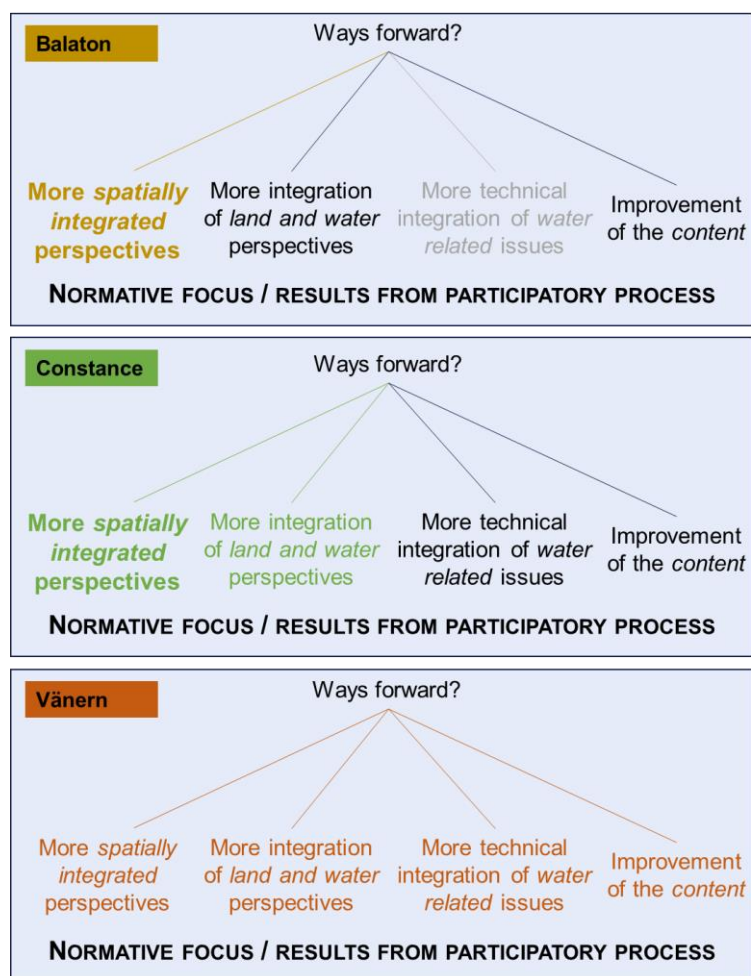 Balaton
Ways forward?
More spatially
integrated
perspectives
More integration
of land and water
perspectives
More technical
integration of water
related issues
Improvement
of the content
NORMATIVE FOCUS / RESULTS FROM PARTICIPATORY PROCESS
Constance
Ways forward?
More spatially
integrated
perspectives
More integration
of land and water
perspectives
More technical
integration of water
related issues
Improvement
of the content
NORMATIVE FOCUS / RESULTS FROM PARTICIPATORY PROCESS
Vänern
Ways forward?
More spatially
integrated
perspectives
More integration
of land and water
perspectives
More technical
integration of water
related issues
Improvement
of the content
NORMATIVE FOCUS / RESULTS FROM PARTICIPATORY PROCESS